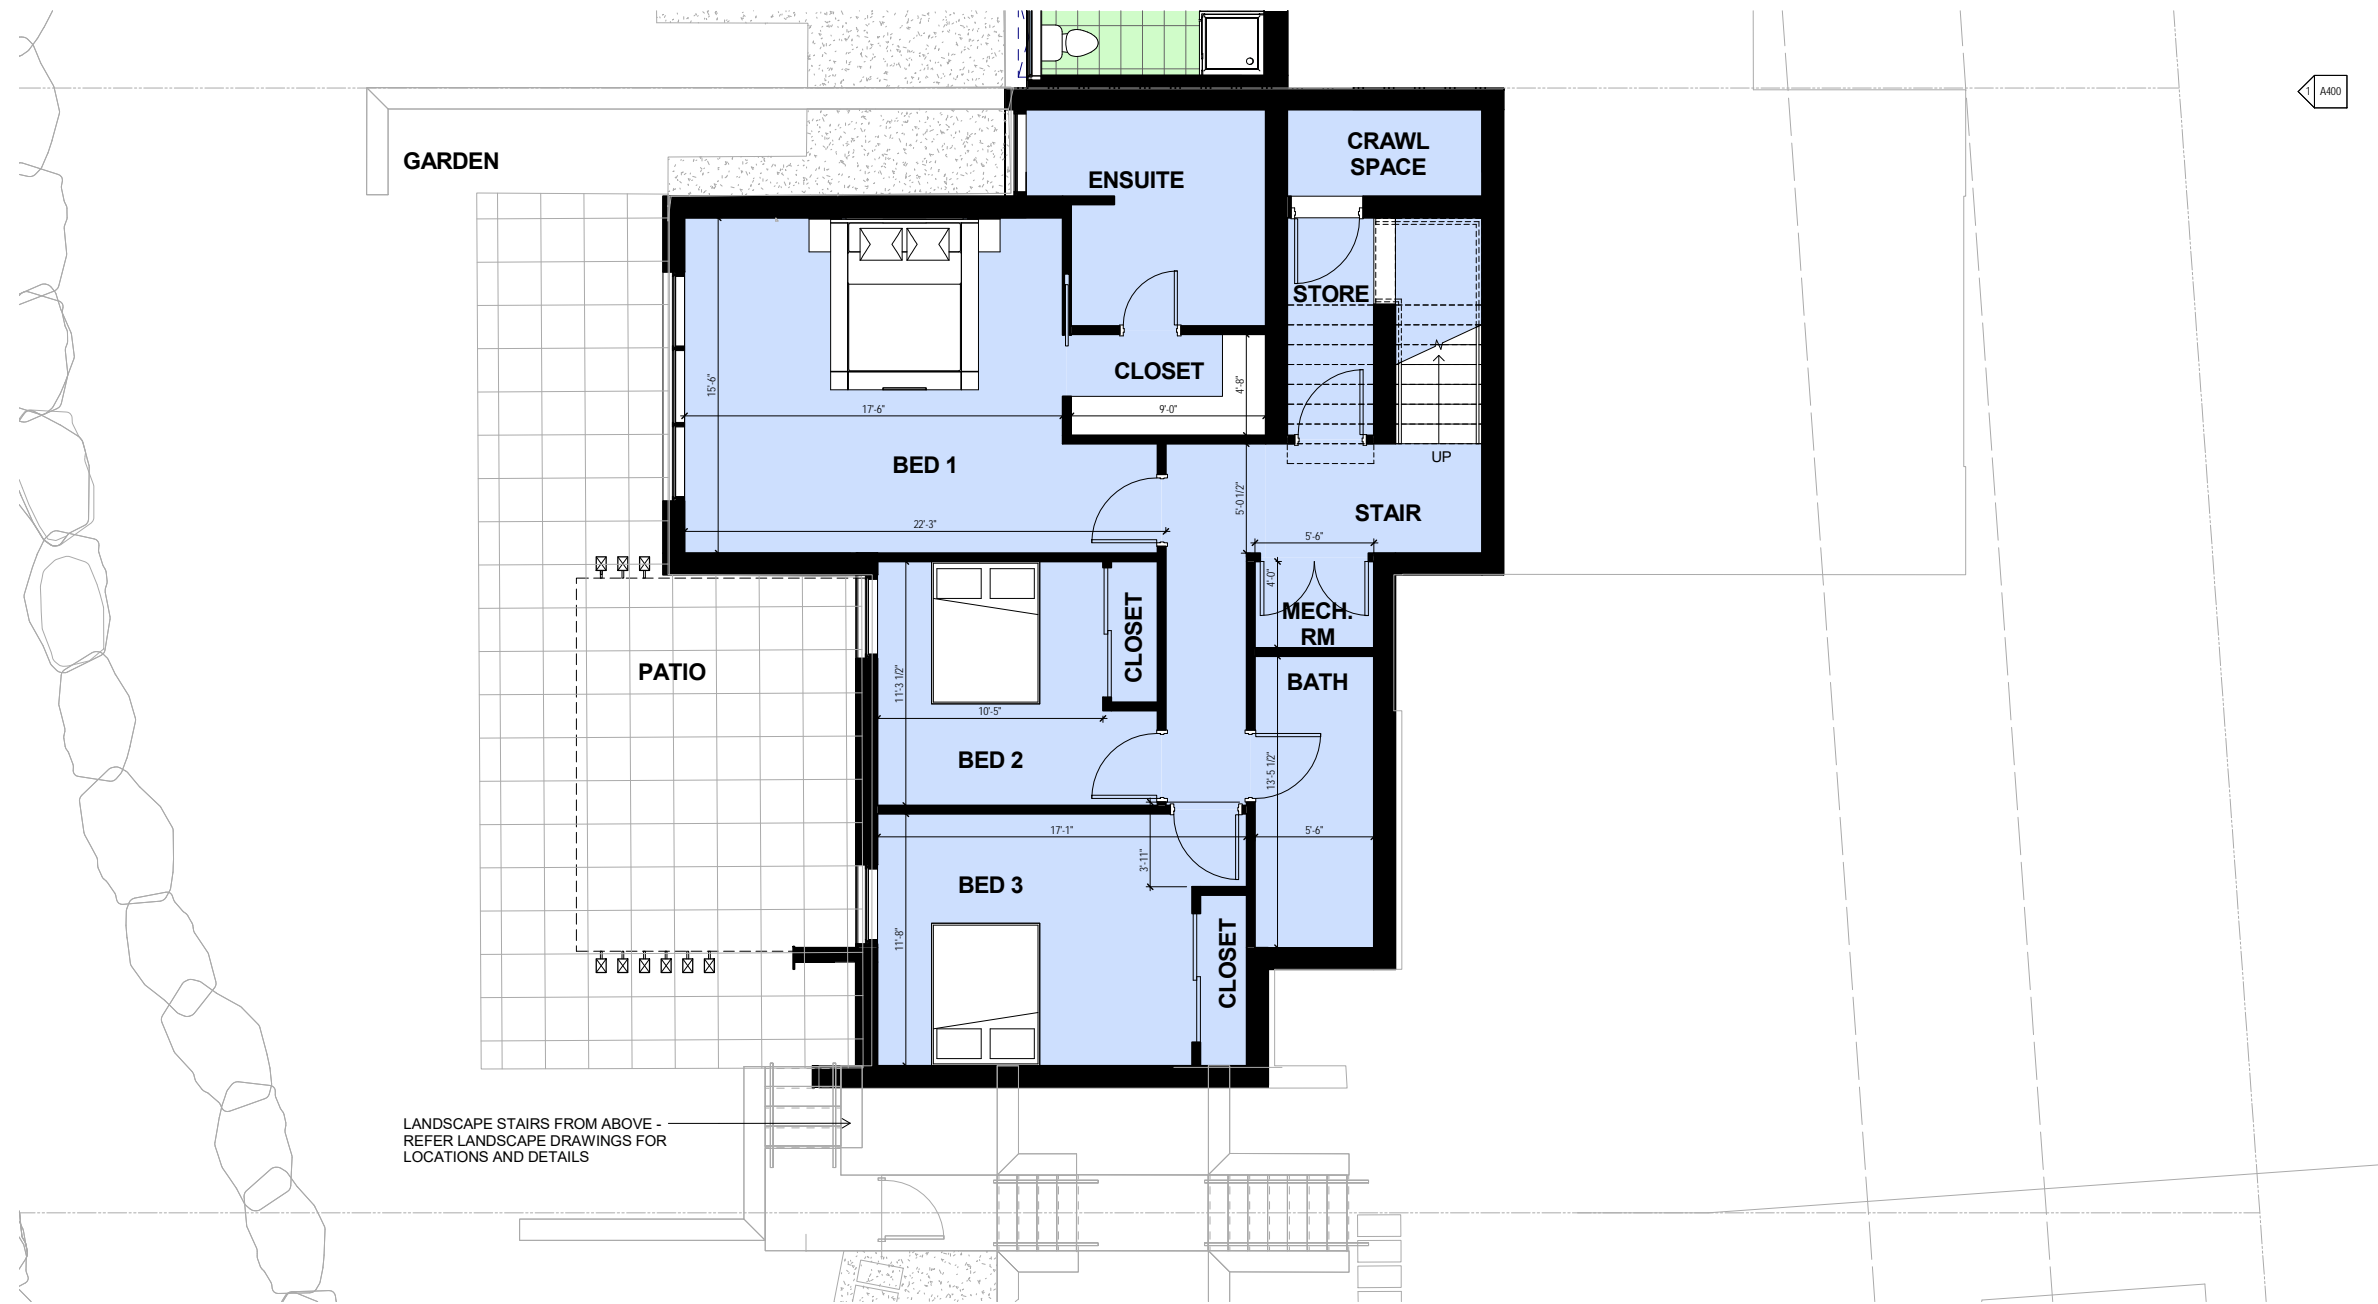 1 A400
CRAWL
SPACE
GARDEN
ENSUITE
STORE
CLOSET
15'-6"
4'-8"
17'-6"
9'-0"
UP
BED 1
5'-0 1/2"
STAIR
22'-3"
5'-6"
4'-0"
MECH.
RM
CLOSET
PATIO
11'-3 1/2"
BATH
10'-5"
BED 2
13'-5 1/2"
17'-1"
5'-6"
3'-11"
BED 3
11'-8"
CLOSET
LANDSCAPE STAIRS FROM ABOVE -
REFER LANDSCAPE DRAWINGS FOR
LOCATIONS AND DETAILS